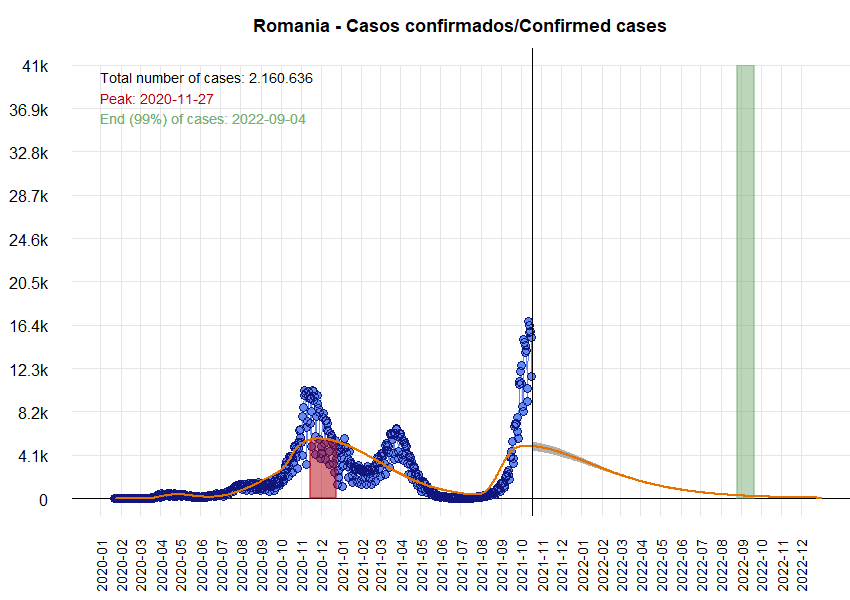 Romania - Casos confirmados/Confirmed cases
41k
36.9k
32.8k
28.7k
24.6k
20.5k
16.4k
12.3k
8.2k
4.1k
0
Total number of cases: 2.160.636
Peak: 2020-11-27
End (99%) of cases: 2022-09-04
2020-01
2020-02
2020-03
2020-04
2020-05
2020-06
2020-07
2020-08
2020-09
2020-10
2020-11
2020-12
2021-01
2021-02
2021-03
2021-04
2021-05
2021-06
2021-07
2021-08
2021-09
2021-10
2021-11
2021-12
2022-01
2022-02
2022-03
2022-04
2022-05
2022-06
2022-07
2022-08
2022-09
2022-10
2022-11
2022-12